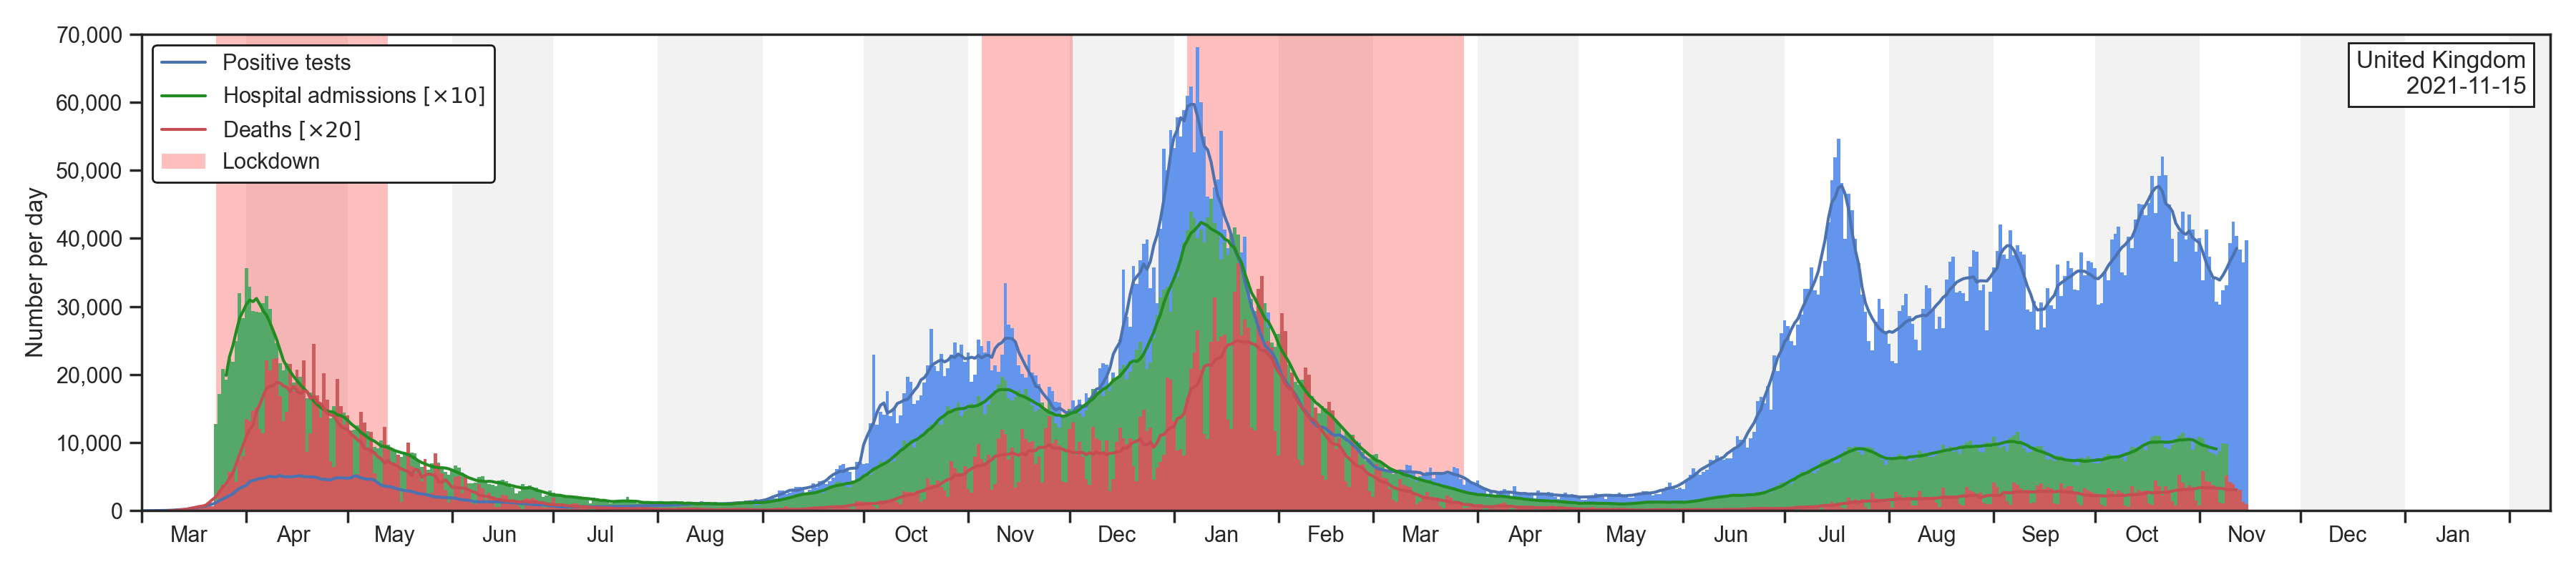 United Kingdom
2021-11-15
Positive tests
Hospital admissions [×10]
Deaths [×20]
Lockdown
Number per day
70,000
60,000
50,000
40,000
30,000
20,000
10,000
0
Mar Apr May Jun Jul Aug Sep Oct Nov Dec Jan Feb Mar Apr May Jun Jul Aug Sep Oct Nov Dec Jan